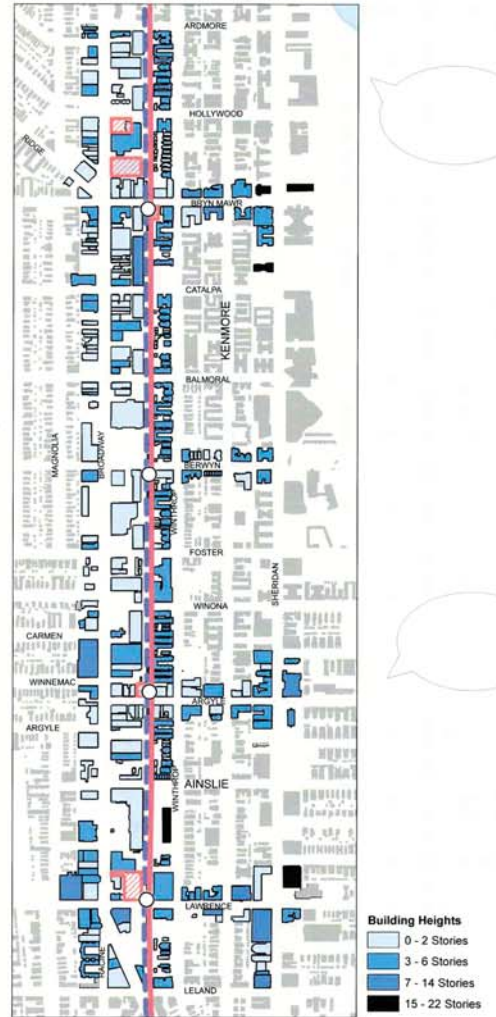 ARDMORE
HOLLYWOOD
RIDGE
BRYN MAWR
CATALPA
KENMORE
BALMORAL
MAGNOLIA
BROADWAY
BERWYN
WINTHROP
FOSTER
SHERIDAN
WINONA
CARMEN
WINNEMAC
ARGYLE
ARGYLE
AINSLIE
WINTHROP
LAWRENCE
RACINE
LELAND
Building Heights
0 - 2 Stories
3 - 6 Stories
7 - 14 Stories
15 - 22 Stories